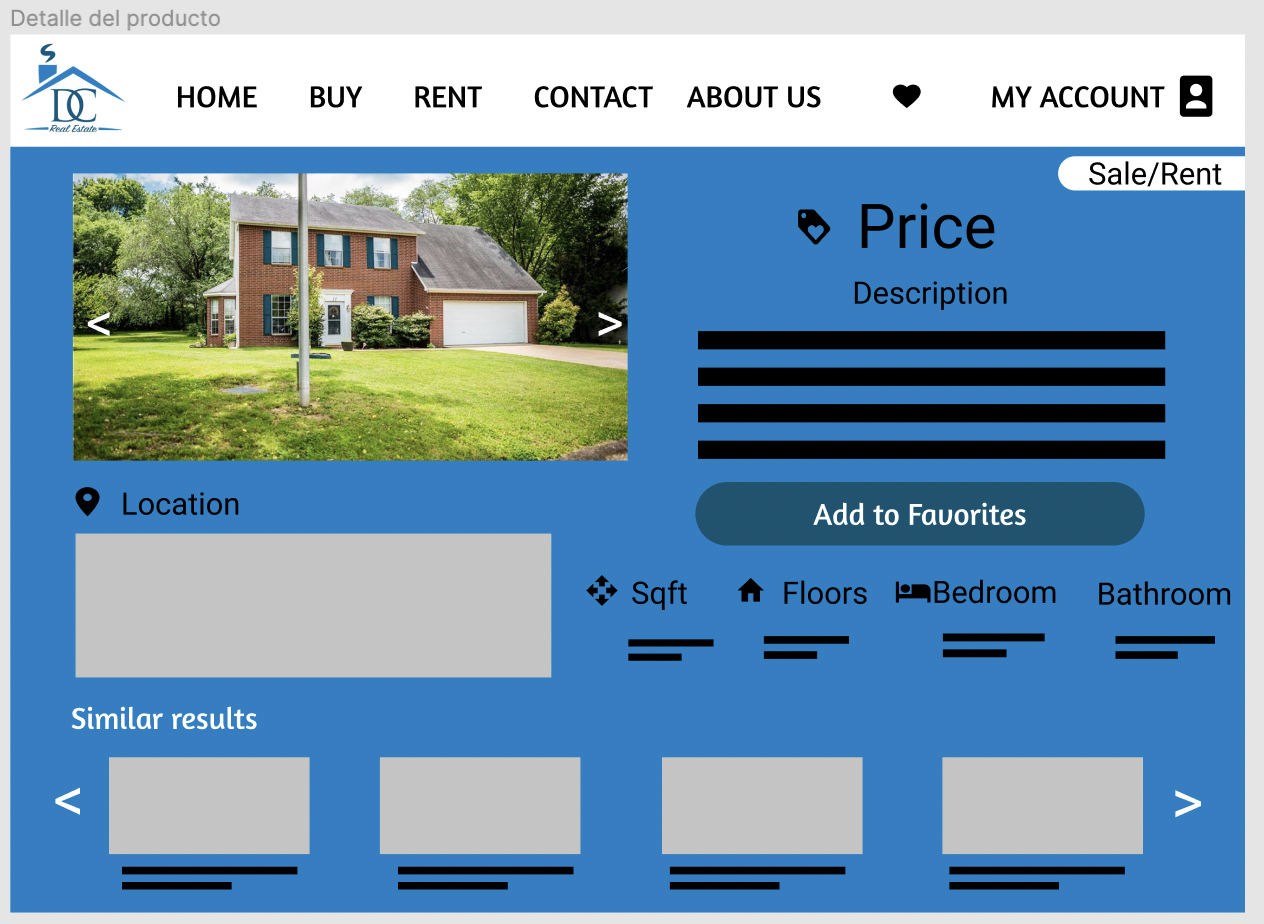 Detalle del producto
DC
Real Estate
HOME BUY RENT CONTACT ABOUT US MY ACCOUNT
Sale/Rent
Price
Description
< >
Location
Add to Favorites
Sqft Floors Bedroom Bathroom
Similar results
< >